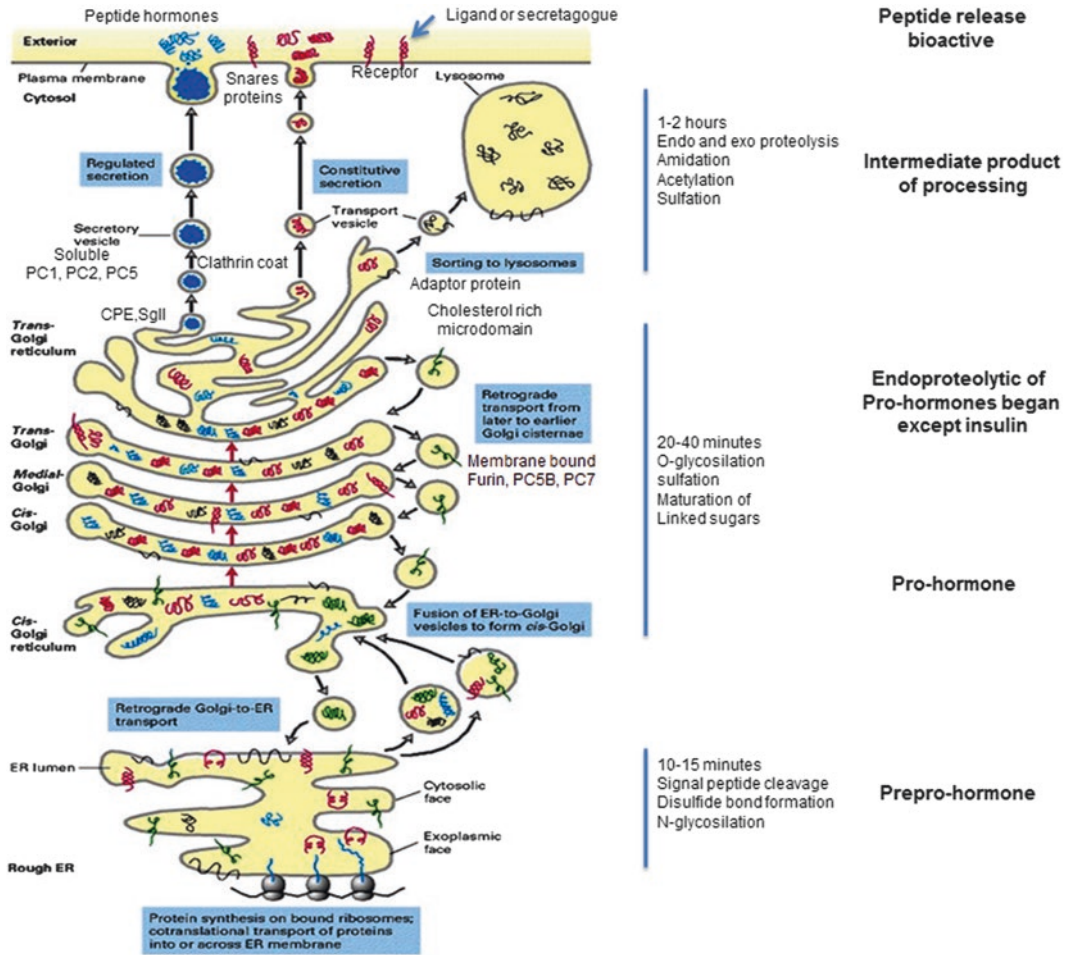 Peptide hormones
Ligand or secretagogue
Peptide release
bioactive
Exterior
Plasma membrane
Cytosol
Snares
proteins
Receptor
Lysosome
1-2 hours
Endo and exo proteolysis
Amidation
Acetylation
Sulfation
Intermediate product
of processing
Regulated
secretion
Constitutive
secretion
Secretory
vesicle
Soluble
PC1, PC2, PC5
Transport
vesicle
Clathrin coat
Sorting to lysosomes
Adaptor protein
CPE,SgII
Cholesterol rich
microdomain
Trans-
Golgi
reticulum
Retrograde
transport from
later to earlier
Golgi cisternae
Endoproteolytic of
Pro-hormones began
except insulin
Trans-
Golgi
Medial-
Golgi
Cis-
Golgi
Membrane bound
Furin, PC5B, PC7
20-40 minutes
O-glycosilation
sulfation
Maturation of
Linked sugars
Pro-hormone
Cis-
Golgi
reticulum
Fusion of ER-to-Golgi
vesicles to form cis-Golgi
Retrograde Golgi-to-ER
transport
ER lumen
Cytosolic
face
Exoplasmic
face
Rough ER
10-15 minutes
Signal peptide cleavage
Disulfide bond formation
N-glycosilation
Prepro-hormone
Protein synthesis on bound ribosomes;
cotranslational transport of proteins
into or across ER membrane